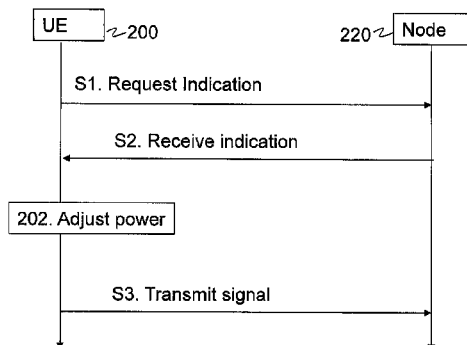 UE
200
220
Node
S1. Request Indication
S2. Receive indication
202. Adjust power
S3. Transmit signal